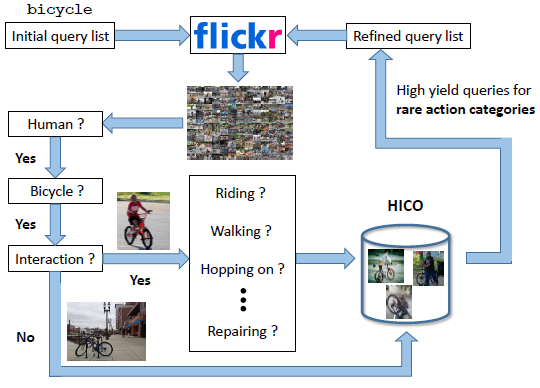 bicycle
Initial query list
flickr
Refined query list
High yield queries for
rare action categories
Human ?
Yes
Bicycle ?
Yes
Interaction ?
Yes
No
Riding ?
Walking ?
Hopping on ?
Repairing ?
HICO